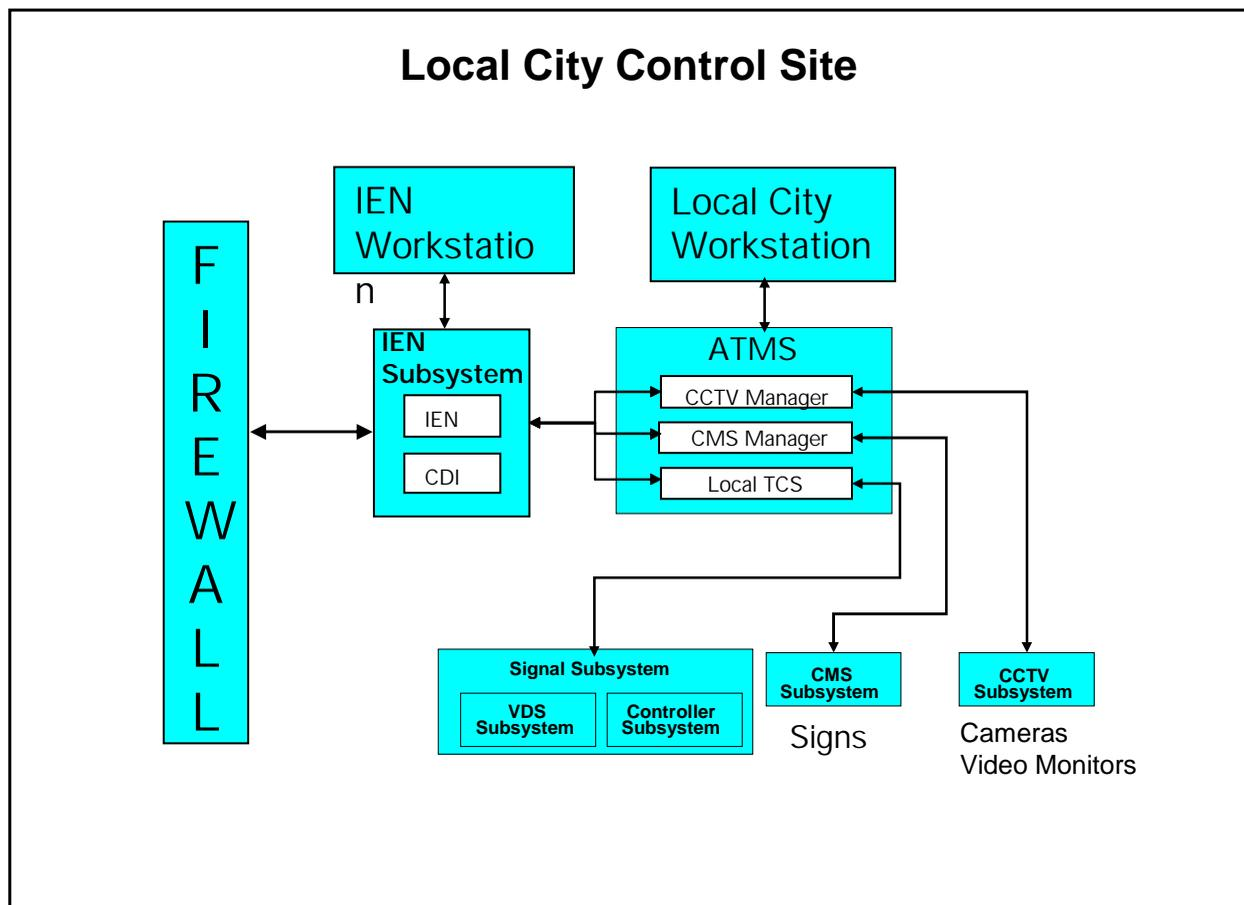 Local City Control Site
IEN
Workstatio
n
Local City
Workstation
F
I
R
E
W
A
L
L
IEN
Subsystem
IEN
CDI
ATMS
CCTV Manager
CMS Manager
Local TCS
Signal Subsystem
VDS
Subsystem
Controller
Subsystem
CMS
Subsystem
Signs
CCTV
Subsystem
Cameras
Video Monitors